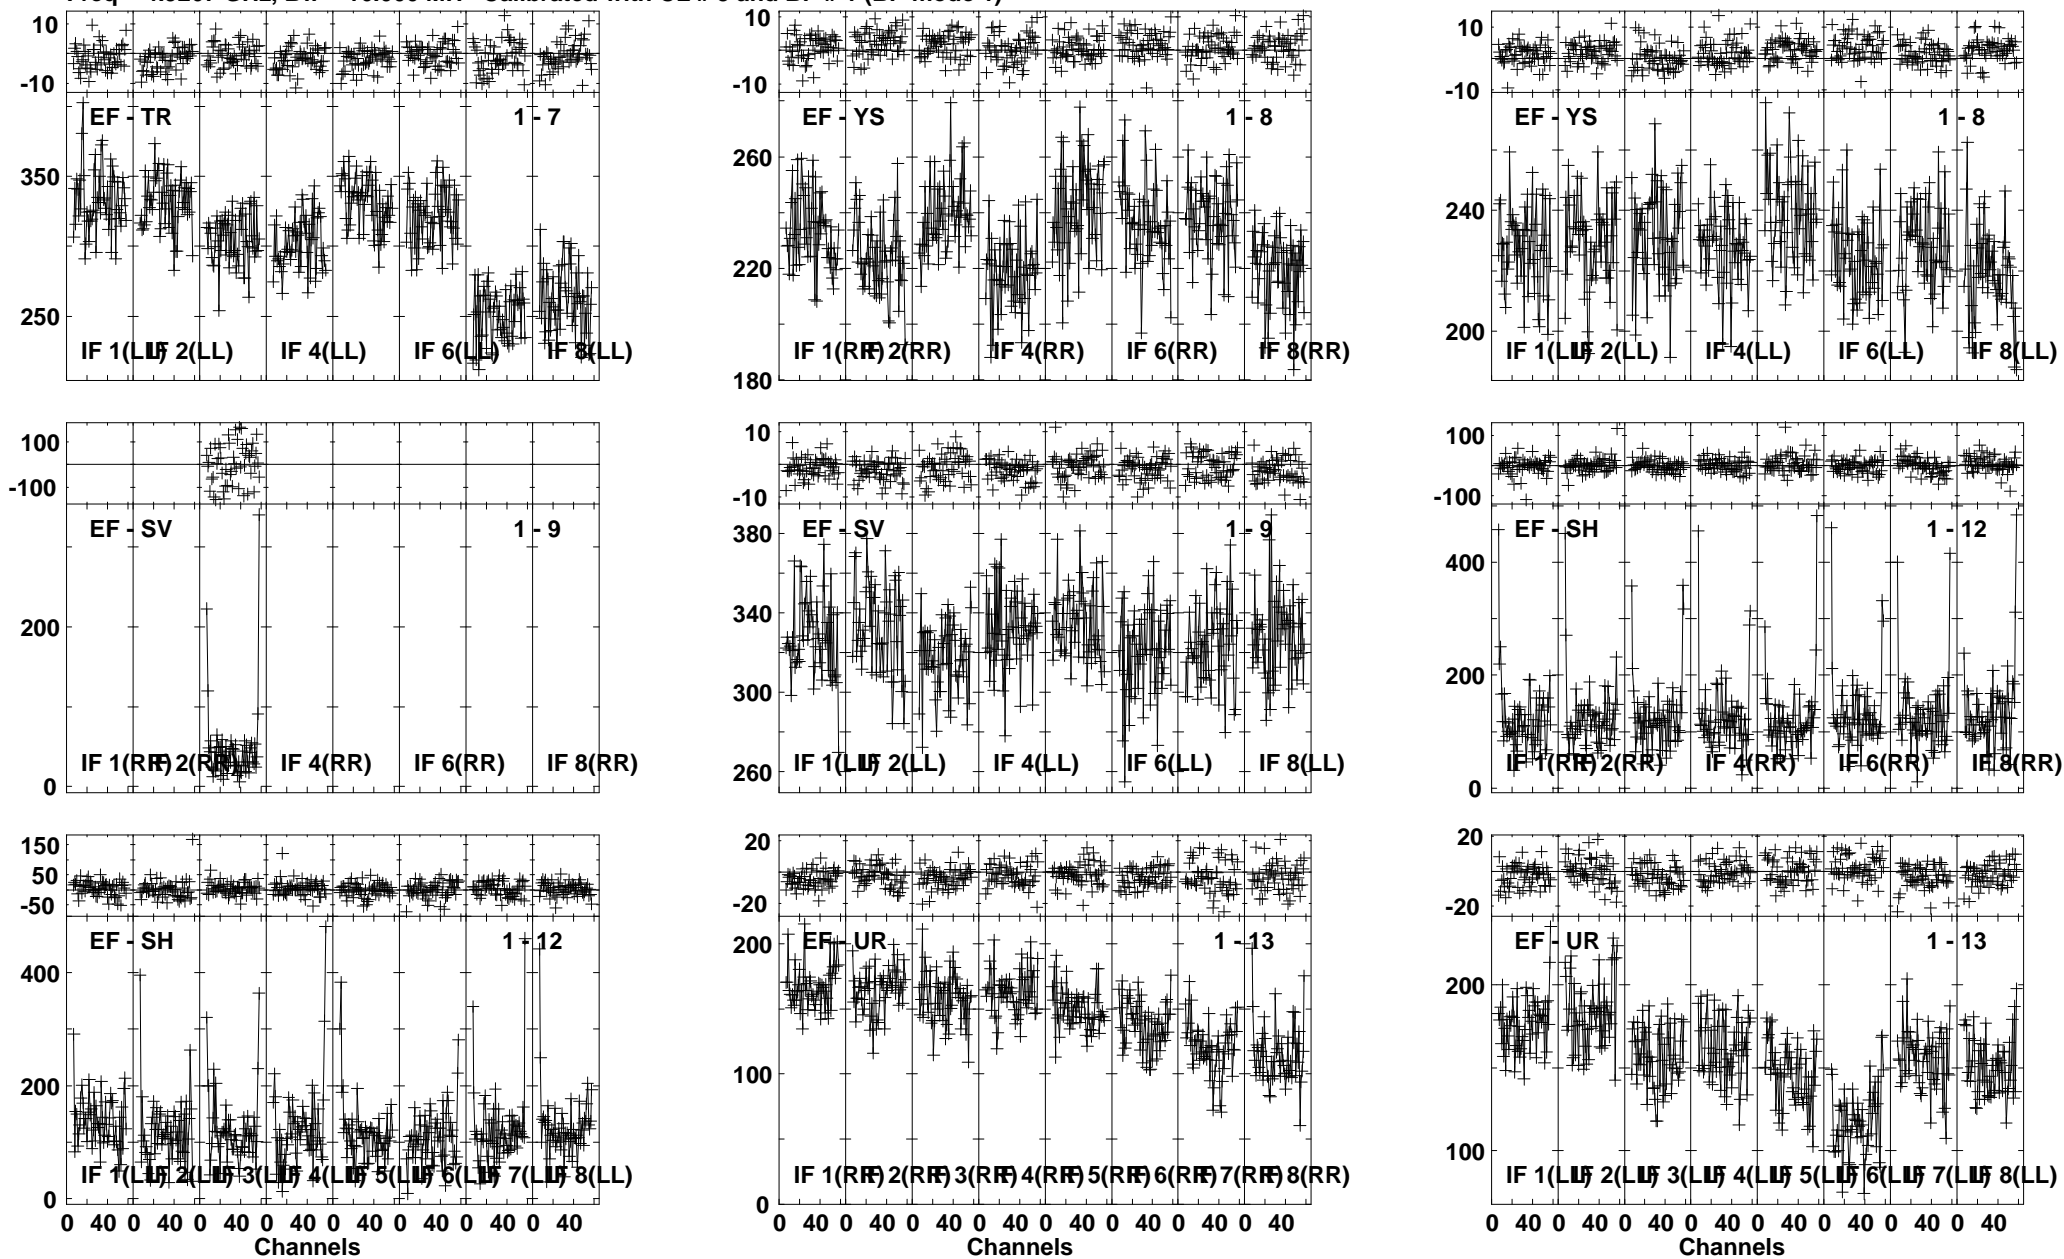 10 10 10
-10 -10 -10
EF - TR 1 - 7 EF - YS 1 - 8 EF - YS 1 - 8
350 260 240
250 220 200
IF 1(LL) IF 2(LL) IF 4(LL) IF 6(LL) IF 8(LL) IF 1(RR) IF 2(RR) IF 4(RR) IF 6(RR) IF 8(RR) IF 1(LL) IF 2(LL) IF 4(LL) IF 6(LL) IF 8(LL)
180
100 10 100
-100 -10 -100
EF - SV 1 - 9 EF - SV 1 - 9 EF - SH 1 - 12
380 400
200 340 200
300
IF 1(RR) IF 2(RR) IF 4(RR) IF 6(RR) IF 8(RR) IF 1(LL) IF 2(LL) IF 4(LL) IF 6(LL) IF 8(LL) IF 1(RR) IF 2(RR) IF 4(RR) IF 6(RR) IF 8(RR)
0 260 0
150 20 20
50
-50 -20 -20
EF - SH 1 - 12 EF - UR 1 - 13 EF - UR 1 - 13
400 200 200
200 100 100
IF 1(LL) IF 2(LL) IF 3(LL) IF 4(LL) IF 5(LL) IF 6(LL) IF 7(LL) IF 8(LL) IF 1(RR) IF 2(RR) IF 3(RR) IF 4(RR) IF 5(RR) IF 6(RR) IF 7(RR) IF 8(RR) IF 1(LL) IF 2(LL) IF 3(LL) IF 4(LL) IF 5(LL) IF 6(LL) IF 7(LL) IF 8(LL)
0 0
0 40 0 40 0 40 0 40 0 40 0 40 0 40 0 40 0 40 0 40 0 40 0 40 0 40 0 40 0 40 0 40 0 40 0 40 0 40 0 40 0 40 0 40 0 40 0 40
Channels Channels Channels